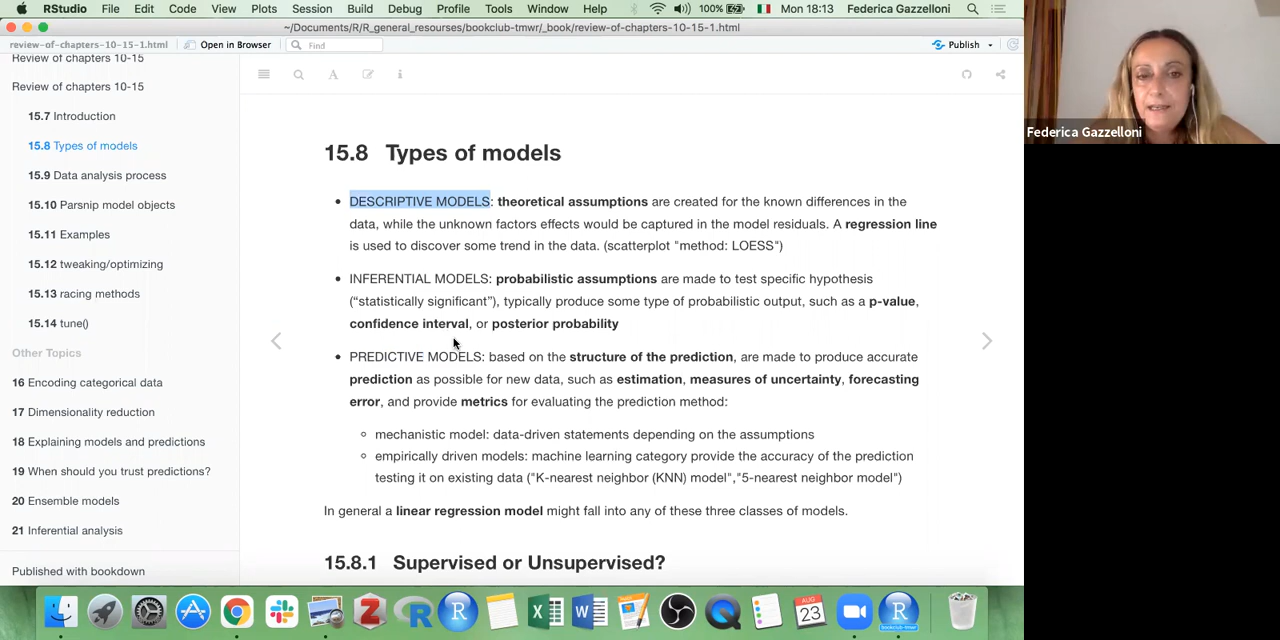 RStudio File Edit Code View Plots Session Build Debug Profile Tools Window Help 100% Mon 18:13 Federica Gazzelloni
~/Documents/R/R_general_resourses/bookclub-tmwr/_book/review-of-chapters-10-15-1.html
review-of-chapters-10-15-1.html Open in Browser Find Publish
Review of chapters 10-15
Review of chapters 10-15
15.7 Introduction
15.8 Types of models
15.9 Data analysis process
15.10 Parsnip model objects
15.11 Examples
15.12 tweaking/optimizing
15.13 racing methods
15.14 tune()
Other Topics
16 Encoding categorical data
17 Dimensionality reduction
18 Explaining models and predictions
19 When should you trust predictions?
20 Ensemble models
21 Inferential analysis
Published with bookdown
A
15.8 Types of models
• DESCRIPTIVE MODELS: theoretical assumptions are created for the known differences in the
data, while the unknown factors effects would be captured in the model residuals. A regression line
is used to discover some trend in the data. (scatterplot "method: LOESS")
• INFERENTIAL MODELS: probabilistic assumptions are made to test specific hypothesis
(“statistically significant”), typically produce some type of probabilistic output, such as a p-value,
confidence interval, or posterior probability
• PREDICTIVE MODELS: based on the structure of the prediction, are made to produce accurate
prediction as possible for new data, such as estimation, measures of uncertainty, forecasting
error, and provide metrics for evaluating the prediction method:
◦ mechanistic model: data-driven statements depending on the assumptions
◦ empirically driven models: machine learning category provide the accuracy of the prediction
testing it on existing data ("K-nearest neighbor (KNN) model","5-nearest neighbor model")
In general a linear regression model might fall into any of these three classes of models.
15.8.1 Supervised or Unsupervised?
Federica Gazzelloni
AUG
23
bookclub-tmwr